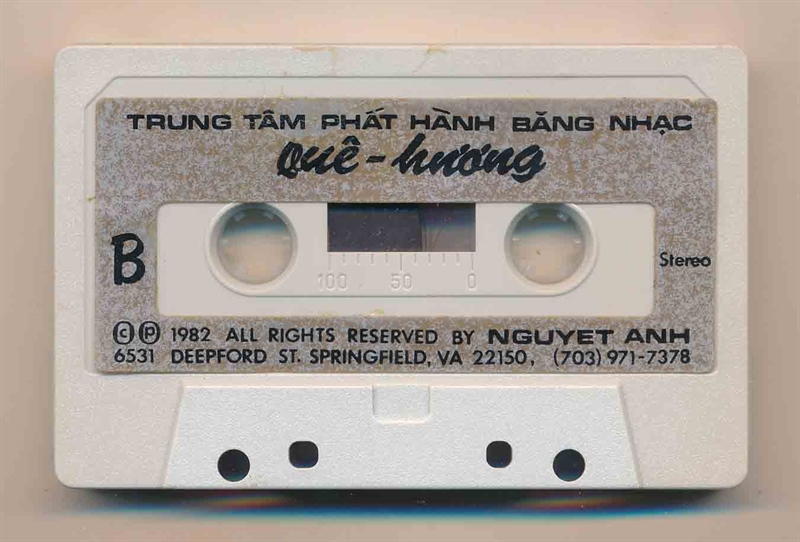 TRUNG TÂM PHÁT HÀNH BĂNG NHẠC
Quê-hương
B
Stereo
100 50 0
© ℗ 1982 ALL RIGHTS RESERVED BY NGUYET ANH
6531 DEEPFORD ST. SPRINGFIELD, VA 22150, (703) 971-7378